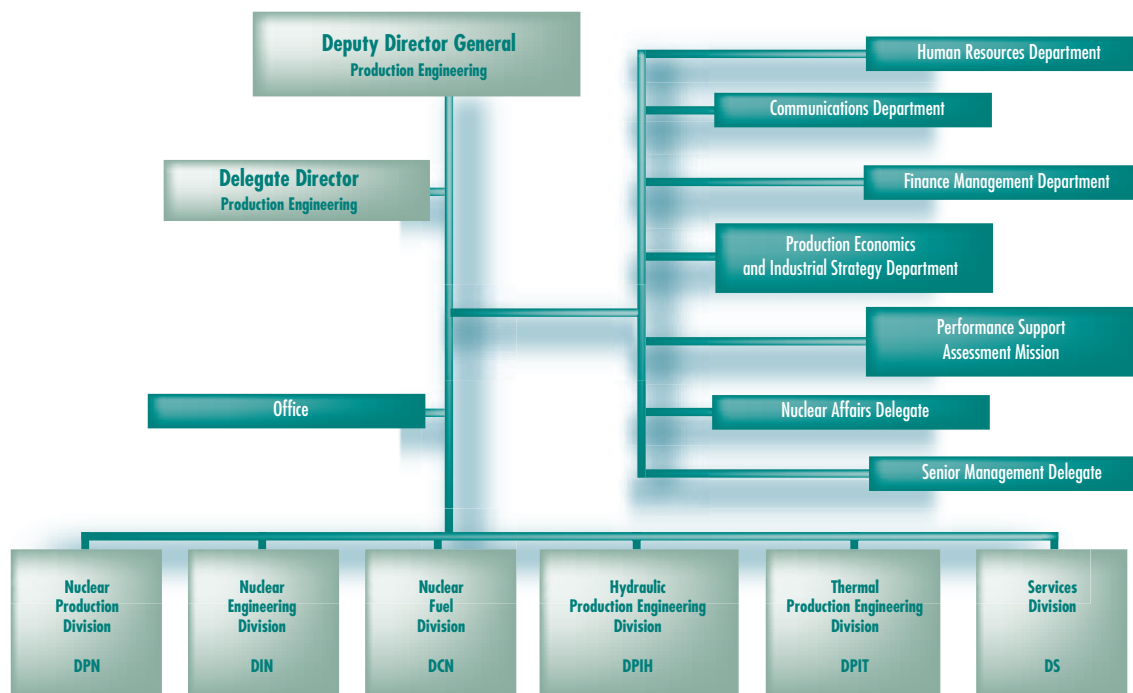 Deputy Director General
Production Engineering
Human Resources Department
Communications Department
Delegate Director
Production Engineering
Finance Management Department
Production Economics
and Industrial Strategy Department
Performance Support
Assessment Mission
Office
Nuclear Affairs Delegate
Senior Management Delegate
Nuclear
Production
Division
DPN
Nuclear
Engineering
Division
DIN
Nuclear
Fuel
Division
DCN
Hydraulic
Production Engineering
Division
DPIH
Thermal
Production Engineering
Division
DPIT
Services
Division
DS